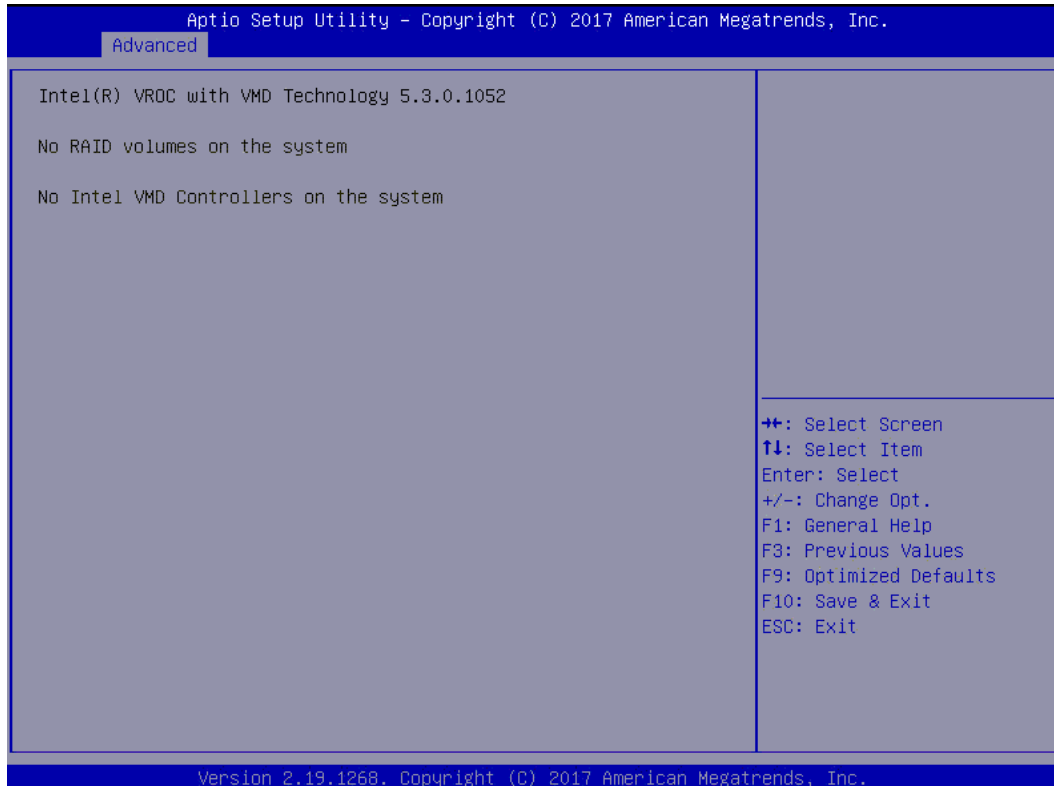 Aptio Setup Utility – Copyright (C) 2017 American Megatrends, Inc.
Advanced
Intel(R) VROC with VMD Technology 5.3.0.1052
No RAID volumes on the system
No Intel VMD Controllers on the system
→←: Select Screen
↑↓: Select Item
Enter: Select
+/-: Change Opt.
F1: General Help
F3: Previous Values
F9: Optimized Defaults
F10: Save & Exit
ESC: Exit
Version 2.19.1268. Copyright (C) 2017 American Megatrends, Inc.